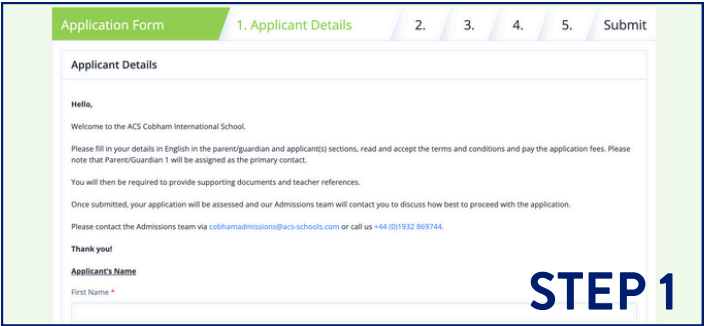 Application Form 1. Applicant Details 2. 3. 4. 5. Submit
Applicant Details
Hello,
Welcome to the ACS Cobham International School.
Please fill in your details in English in the parent/guardian and applicant(s) sections, read and accept the terms and conditions and pay the application fees. Please
note that Parent/Guardian 1 will be assigned as the primary contact.
You will then be required to provide supporting documents and teacher references.
Once submitted, your application will be assessed and our Admissions team will contact you to discuss how best to proceed with the application.
Please contact the Admissions team via cobhamadmissions@acs-schools.com or call us +44 (0)1932 869744.
Thank you!
Applicant's Name
First Name *
STEP 1